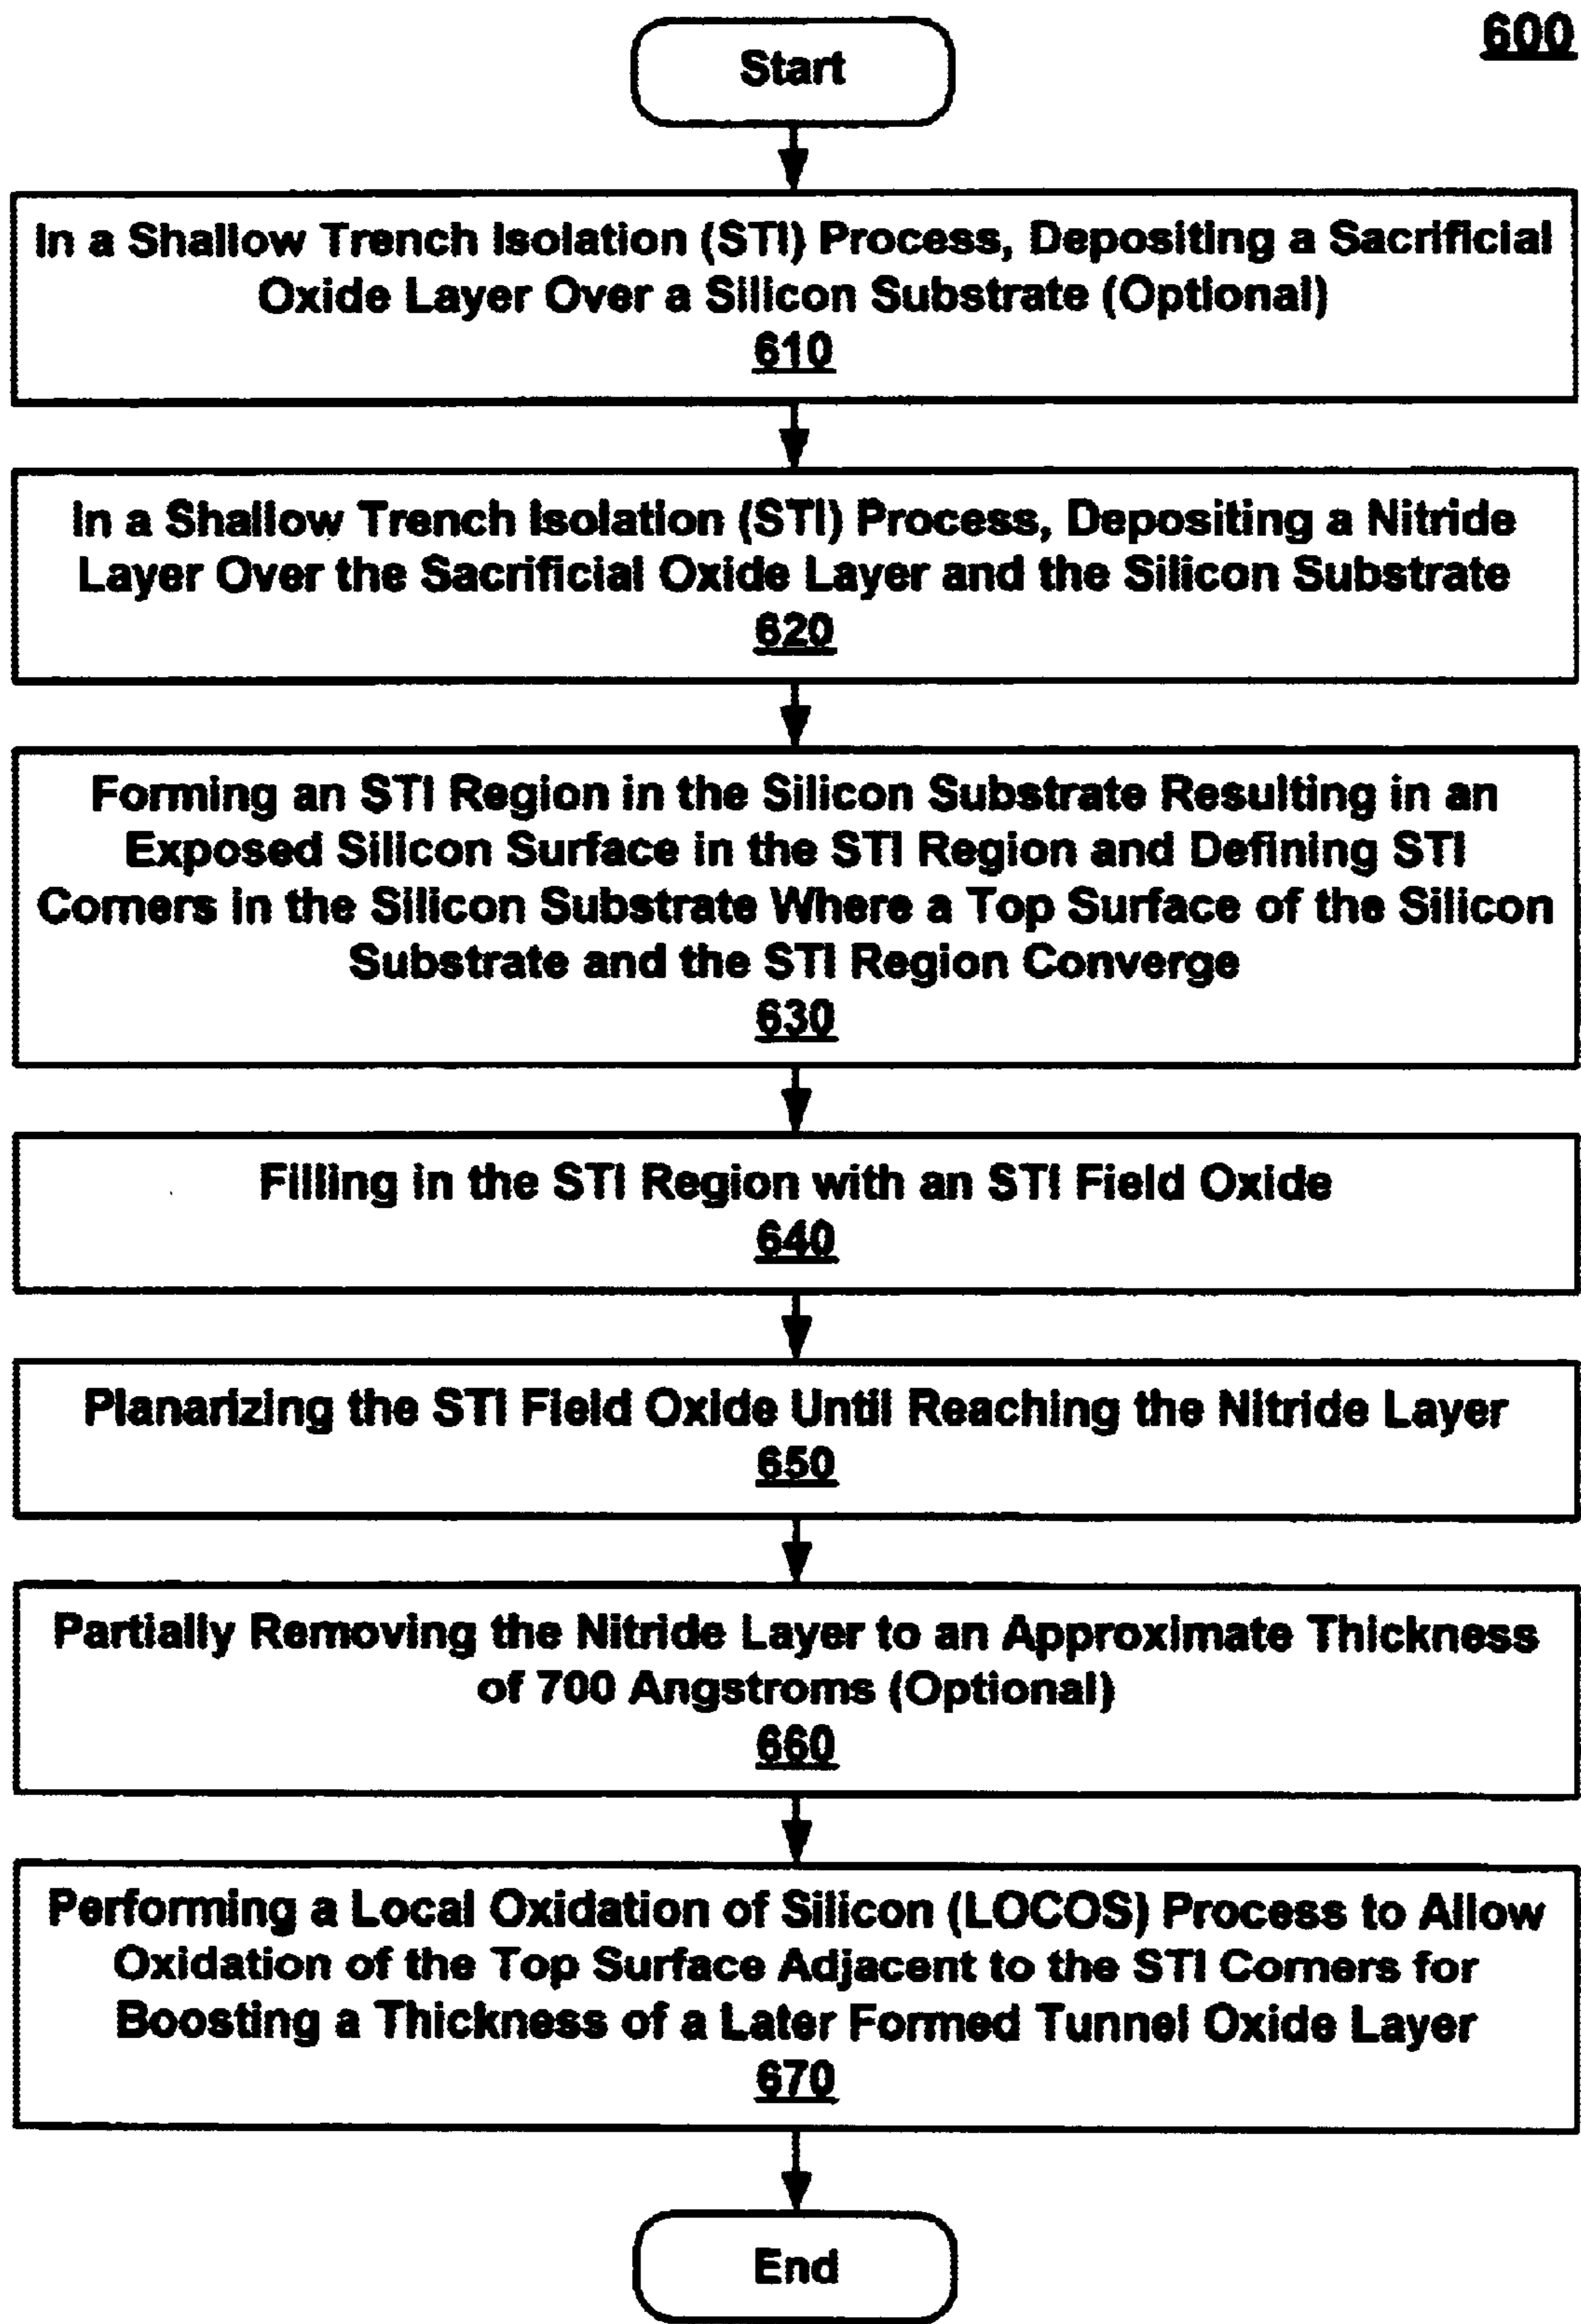 600
Start
In a Shallow Trench Isolation (STI) Process, Depositing a Sacrificial
Oxide Layer Over a Silicon Substrate (Optional)
610
In a Shallow Trench Isolation (STI) Process, Depositing a Nitride
Layer Over the Sacrificial Oxide Layer and the Silicon Substrate
620
Forming an STI Region in the Silicon Substrate Resulting in an
Exposed Silicon Surface in the STI Region and Defining STI
Corners in the Silicon Substrate Where a Top Surface of the Silicon
Substrate and the STI Region Converge
630
Filling in the STI Region with an STI Field Oxide
640
Planarizing the STI Field Oxide Until Reaching the Nitride Layer
650
Partially Removing the Nitride Layer to an Approximate Thickness
of 700 Angstroms (Optional)
660
Performing a Local Oxidation of Silicon (LOCOS) Process to Allow
Oxidation of the Top Surface Adjacent to the STI Corners for
Boosting a Thickness of a Later Formed Tunnel Oxide Layer
670
End